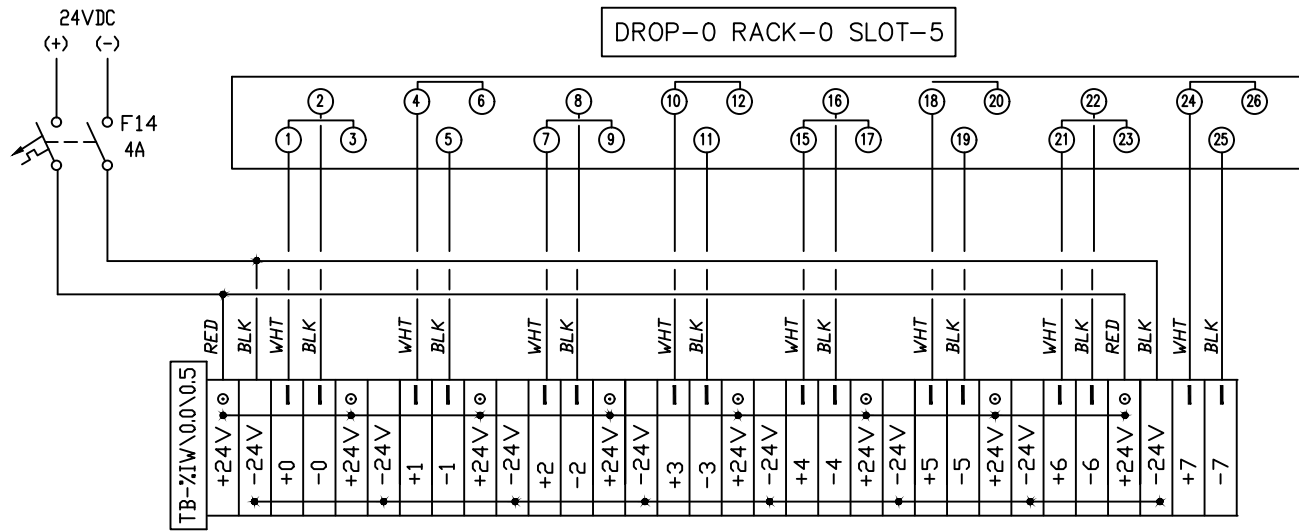 24VDC
(+) (-)
DROP-0 RACK-0 SLOT-5
F14
4A
2 4 6 8 10 12 16 18 20 22 24 26
1 3 5 7 9 11 15 17 19 21 23 25
RED BLK WHT BLK WHT BLK WHT BLK WHT BLK WHT BLK WHT BLK WHT BLK RED BLK WHT BLK
TB-%IW\0.0\0.5
+24V -24V +0 -0 +24V -24V +1 -1 +24V -24V +2 -2 +24V -24V +3 -3 +24V -24V +4 -4 +24V -24V +5 -5 +24V -24V +6 -6 +24V -24V +7 -7